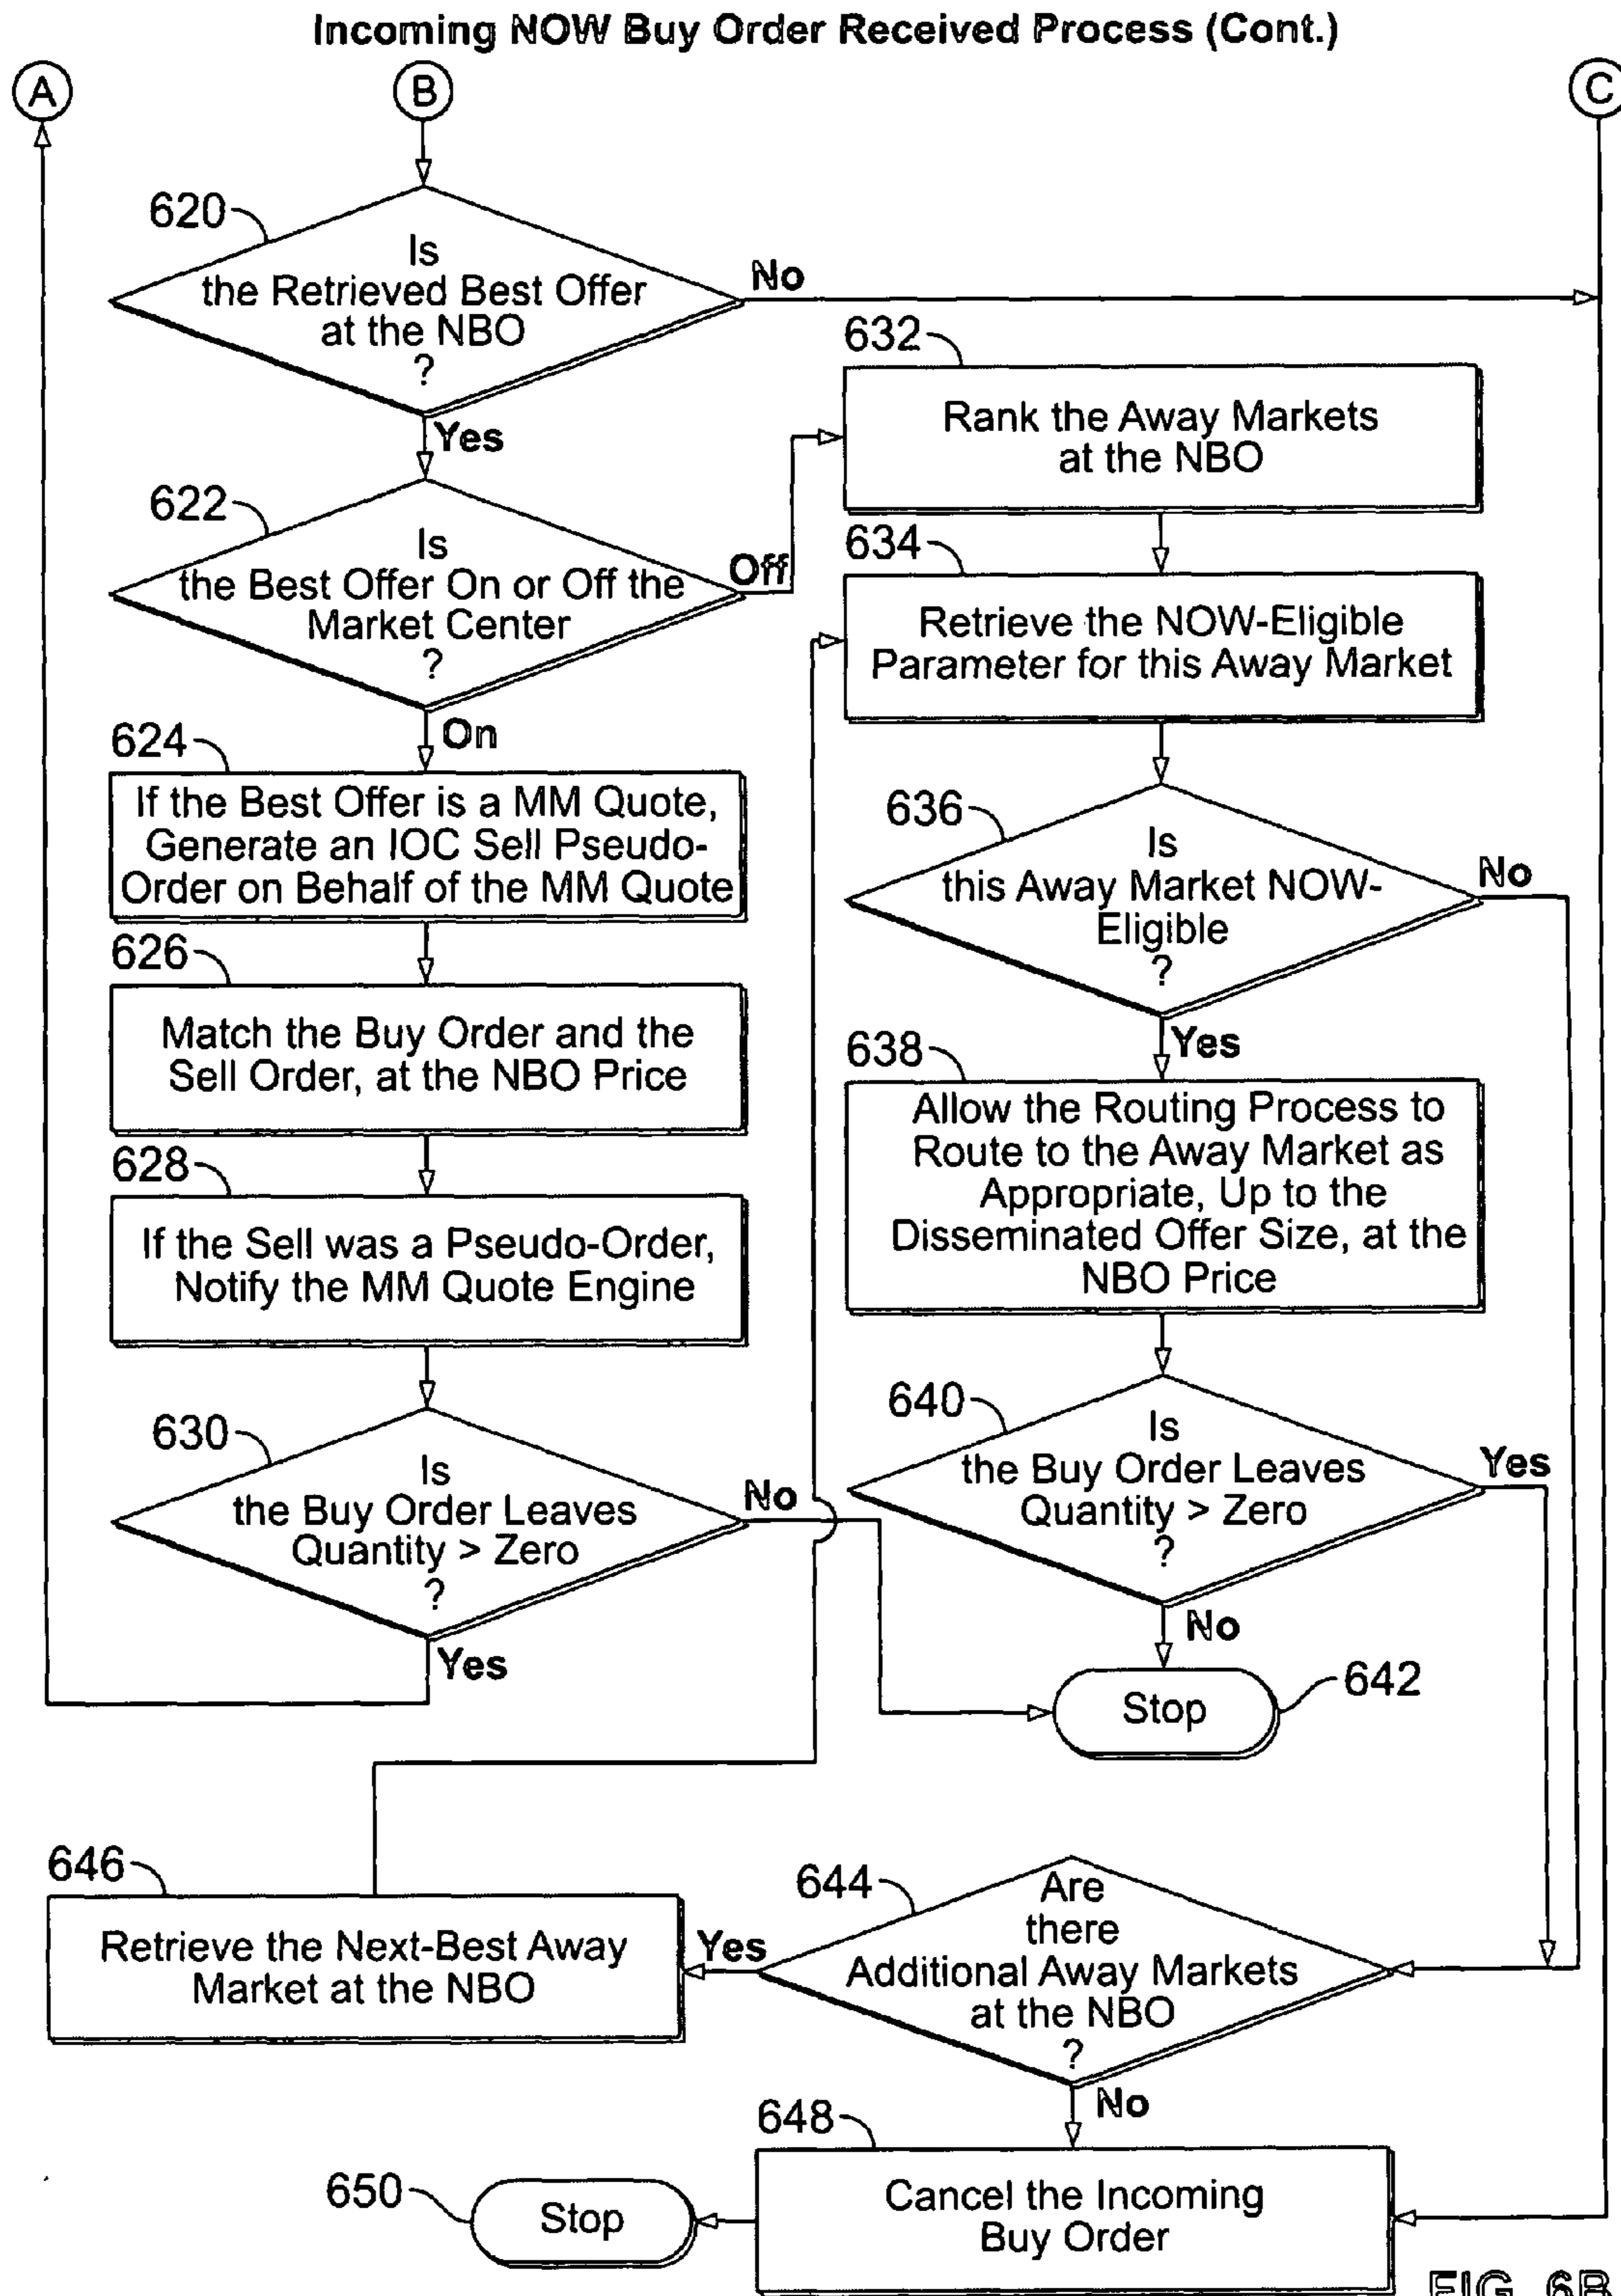 Incoming NOW Buy Order Received Process (Cont.)
A
B
C
620
Is
the Retrieved Best Offer
at the NBO
?
No
Yes
622
Is
the Best Offer On or Off the
Market Center
?
Off
On
624
If the Best Offer is a MM Quote,
Generate an IOC Sell Pseudo-
Order on Behalf of the MM Quote
626
Match the Buy Order and the
Sell Order, at the NBO Price
628
If the Sell was a Pseudo-Order,
Notify the MM Quote Engine
630
Is
the Buy Order Leaves
Quantity > Zero
?
No
Yes
632
Rank the Away Markets
at the NBO
634
Retrieve the NOW-Eligible
Parameter for this Away Market
636
Is
this Away Market NOW-
Eligible
?
No
Yes
638
Allow the Routing Process to
Route to the Away Market as
Appropriate, Up to the
Disseminated Offer Size, at the
NBO Price
640
Is
the Buy Order Leaves
Quantity > Zero
?
Yes
No
Stop
642
644
Are
there
Additional Away Markets
at the NBO
?
Yes
No
646
Retrieve the Next-Best Away
Market at the NBO
648
Cancel the Incoming
Buy Order
650
Stop
FIG. 6B